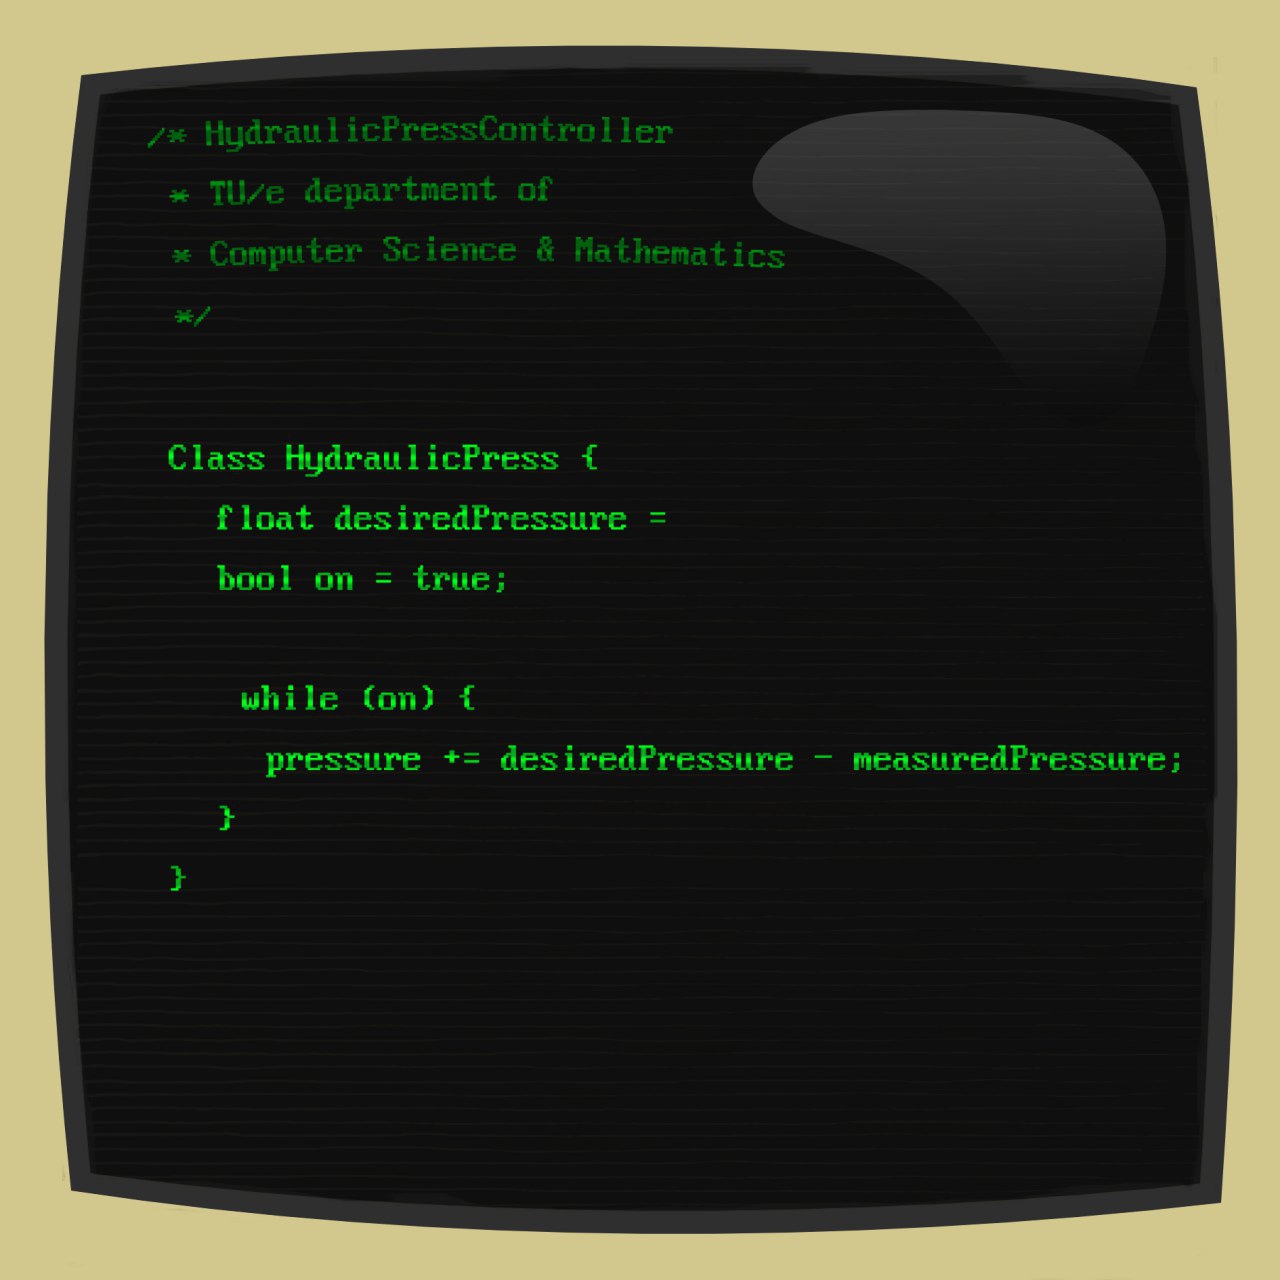 /* HydraulicPressController
* TU/e department of
* Computer Science & Mathematics
*/
Class HydraulicPress {
float desiredPressure =
bool on = true;
while (on) {
pressure += desiredPressure - measuredPressure;
}
}